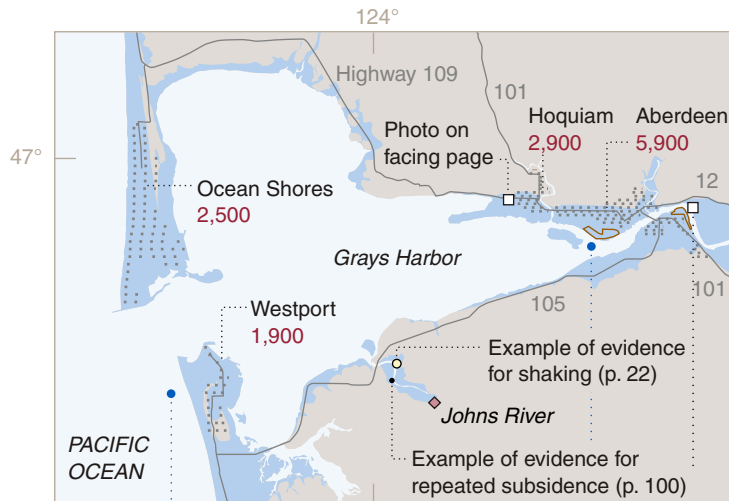 124°
Highway 109
101
Hoquiam
2,900
Aberdeen
5,900
Photo on
facing page
47°
12
Ocean Shores
2,500
Grays Harbor
101
105
Westport
1,900
Example of evidence
for shaking (p. 22)
Johns River
PACIFIC
OCEAN
Example of evidence for
repeated subsidence (p. 100)